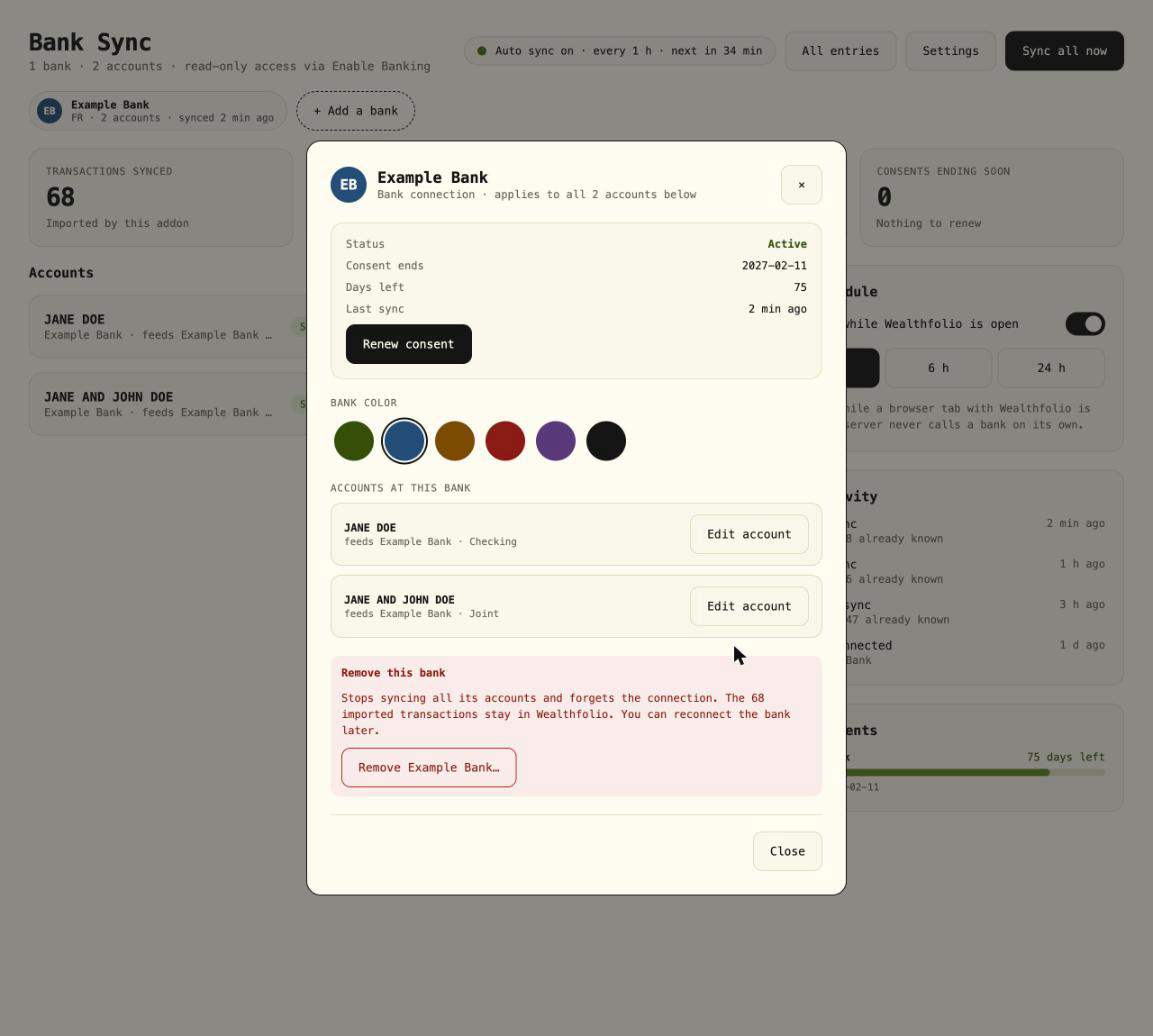 Bank Sync
1 bank · 2 accounts · read-only access via Enable Banking
Auto sync on · every 1 h · next in 34 min
All entries
Settings
Sync all now
EB
Example Bank
FR · 2 accounts · synced 2 min ago
+ Add a bank
TRANSACTIONS SYNCED
68
Imported by this addon
CONSENTS ENDING SOON
0
Nothing to renew
Accounts
JANE DOE
Example Bank · feeds Example Bank …
JANE AND JOHN DOE
Example Bank · feeds Example Bank …
EB
Example Bank
Bank connection · applies to all 2 accounts below
×
Status
Active
Consent ends
2027-02-11
Days left
75
Last sync
2 min ago
Renew consent
BANK COLOR
ACCOUNTS AT THIS BANK
JANE DOE
feeds Example Bank · Checking
Edit account
JANE AND JOHN DOE
feeds Example Bank · Joint
Edit account
Remove this bank
Stops syncing all its accounts and forgets the connection. The 68
imported transactions stay in Wealthfolio. You can reconnect the bank
later.
Remove Example Bank…
Close
dule
while Wealthfolio is open
6 h
24 h
while a browser tab with Wealthfolio is
server never calls a bank on its own.
vity
nc
2 min ago
8 already known
nc
1 h ago
6 already known
sync
3 h ago
47 already known
nnected
1 d ago
Bank
ents
k
75 days left
-02-11